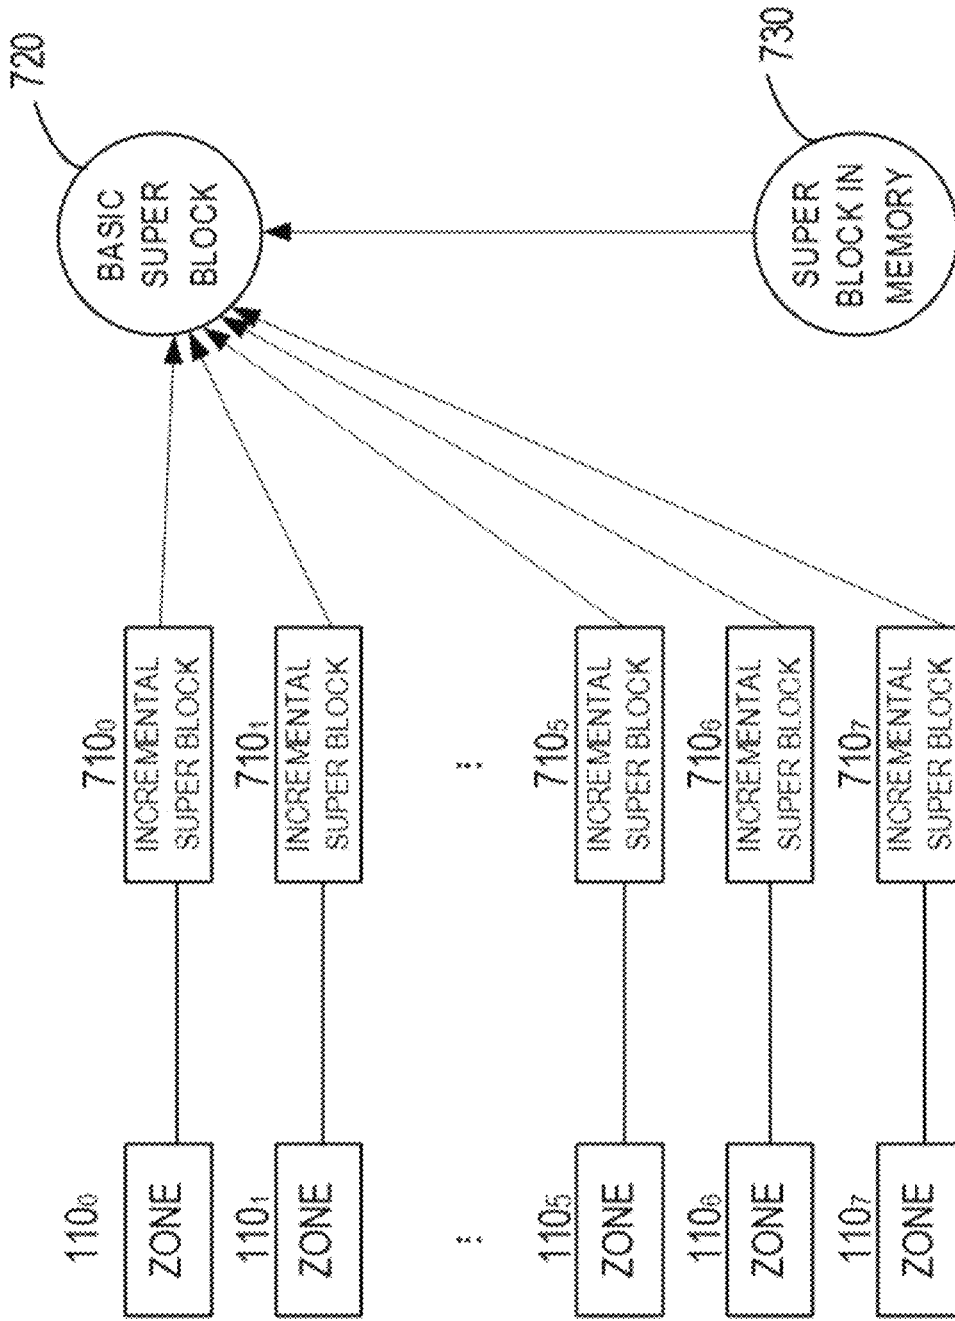 110₀
ZONE
110₁
ZONE
...
110₅
ZONE
110₆
ZONE
110₇
ZONE
710₀
INCREMENTAL
SUPER BLOCK
710₁
INCREMENTAL
SUPER BLOCK
...
710₅
INCREMENTAL
SUPER BLOCK
710₆
INCREMENTAL
SUPER BLOCK
710₇
INCREMENTAL
SUPER BLOCK
720
BASIC
SUPER
BLOCK
730
SUPER
BLOCK IN
MEMORY